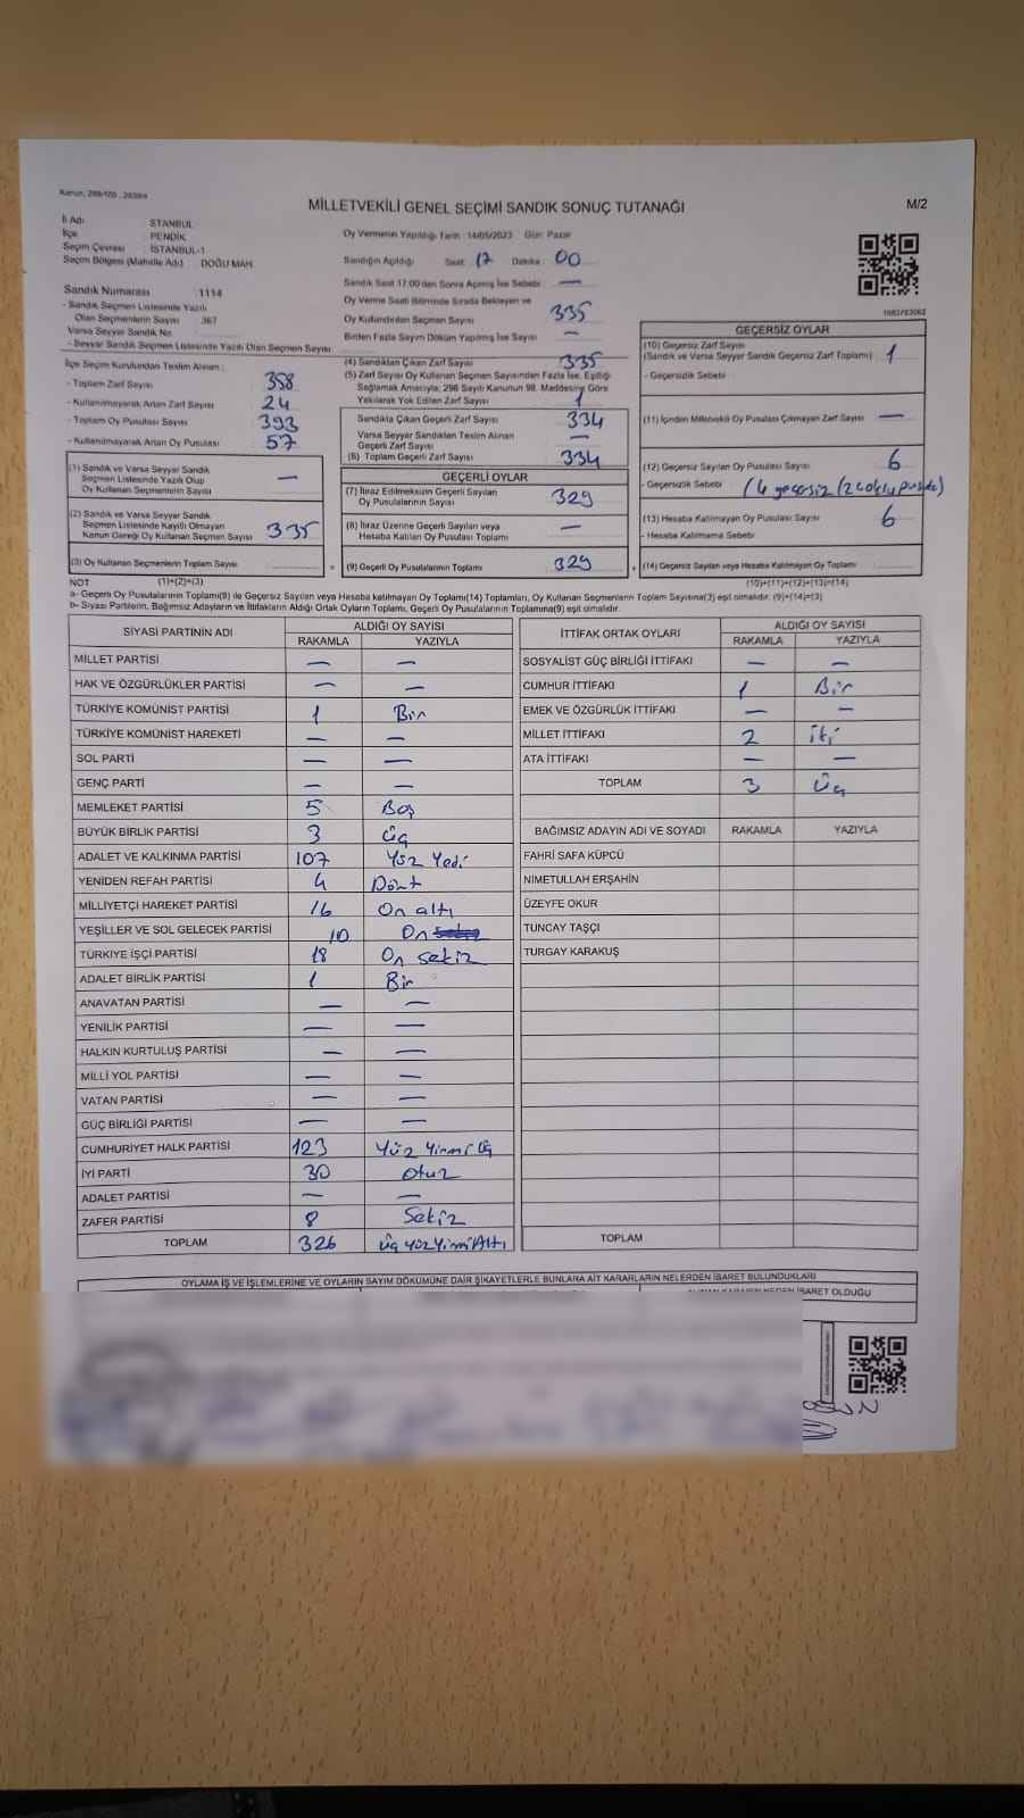 MİLLETVEKİLİ GENEL SEÇİMİ SANDIK SONUÇ TUTANAĞI
M/2
İl Adı STANBUL
İlçe PENDİK
Seçim Çevresi İSTANBUL-1
Seçim Bölgesi (Mahalle Adı) DOĞU MAH
Sandık Numarası 1114
- Sandık Seçmen Listesinde Yazılı
Olan Seçmenlerin Sayısı 367
Varsa Seyyar Sandık No
- Seyyar Sandık Seçmen Listesinde Yazılı Olan Seçmen Sayısı
İlçe Seçim Kurulundan Teslim Alınan :
- Toplam Zarf Sayısı 358
- Kullanılmayarak Artan Zarf Sayısı 24
- Toplam Oy Pusulası Sayısı 393
- Kullanılmayarak Artan Oy Pusulası 57
(1) Sandık ve Varsa Seyyar Sandık
Seçmen Listesinde Yazılı Olup
Oy Kullanan Seçmenlerin Sayısı —
(2) Sandık ve Varsa Seyyar Sandık
Seçmen Listesinde Kayıtlı Olmayan
Kanun Gereği Oy Kullanan Seçmen Sayısı 335
(3) Oy Kullanan Seçmenlerin Toplam Sayısı
Oy Vermenin Yapıldığı Tarih : 14/05/2023 Gün: Pazar
Sandığın Açıldığı Saat : 17 Dakika : 00
Sandık Saat 17:00'den Sonra Açılmış İse Sebebi : —
Oy Verme Saati Bitiminde Sırada Bekleyen ve
Oy Kullandırılan Seçmen Sayısı 335
Birden Fazla Sayım Döküm Yapılmış İse Sayısı —
(4) Sandıktan Çıkan Zarf Sayısı 335
(5) Zarf Sayısı Oy Kullanan Seçmen Sayısından Fazla İse, Eşitliği
Sağlamak Amacıyla, 298 Sayılı Kanunun 98. Maddesine Göre
Yakılarak Yok Edilen Zarf Sayısı 1
Sandıkta Çıkan Geçerli Zarf Sayısı 334
Varsa Seyyar Sandıktan Teslim Alınan
Geçerli Zarf Sayısı —
(6) Toplam Geçerli Zarf Sayısı 334
GEÇERLİ OYLAR
(7) İtiraz Edilmeksizin Geçerli Sayılan
Oy Pusulalarının Sayısı 329
(8) İtiraz Üzerine Geçerli Sayılan veya
Hesaba Katılan Oy Pusulası Toplamı —
(9) Geçerli Oy Pusulalarının Toplamı 329
GEÇERSİZ OYLAR
(10) Geçersiz Zarf Sayısı
(Sandık ve Varsa Seyyar Sandık Geçersiz Zarf Toplamı) 1
- Geçersizlik Sebebi
(11) İçinden Milletvekili Oy Pusulası Çıkmayan Zarf Sayısı —
(12) Geçersiz Sayılan Oy Pusulası Sayısı 6
- Geçersizlik Sebebi (4 geçersiz (2 çoklu pusula)
(13) Hesaba Katılmayan Oy Pusulası Sayısı 6
- Hesaba Katılmama Sebebi
(14) Geçersiz Sayılan veya Hesaba Katılmayan Oy Toplamı
NOT (1)+(2)=(3) (10)+(11)+(12)+(13)=(14)
a- Geçerli Oy Pusulalarının Toplamı(9) ile Geçersiz Sayılan veya Hesaba katılmayan Oy Toplamı(14) Toplamları, Oy Kullanan Seçmenlerin Toplam Sayısına(3) eşit olmalıdır. (9)+(14)=(3)
b- Siyasi Partilerin, Bağımsız Adayların ve İttifakların Aldığı Ortak Oyların Toplamı, Geçerli Oy Pusulalarının Toplamına(9) eşit olmalıdır.
SİYASİ PARTİNİN ADI ALDIĞI OY SAYISI
RAKAMLA YAZIYLA
MİLLET PARTİSİ — —
HAK VE ÖZGÜRLÜKLER PARTİSİ — —
TÜRKİYE KOMÜNİST PARTİSİ 1 Bir
TÜRKİYE KOMÜNİST HAREKETİ — —
SOL PARTİ — —
GENÇ PARTİ — —
MEMLEKET PARTİSİ 5 Beş
BÜYÜK BİRLİK PARTİSİ 3 Üç
ADALET VE KALKINMA PARTİSİ 107 Yüz Yedi
YENİDEN REFAH PARTİSİ 4 Dört
MİLLİYETÇİ HAREKET PARTİSİ 16 On altı
YEŞİLLER VE SOL GELECEK PARTİSİ 10 On
TÜRKİYE İŞÇİ PARTİSİ 18 On sekiz
ADALET BİRLİK PARTİSİ 1 Bir
ANAVATAN PARTİSİ — —
YENİLİK PARTİSİ — —
HALKIN KURTULUŞ PARTİSİ — —
MİLLİ YOL PARTİSİ — —
VATAN PARTİSİ — —
GÜÇ BİRLİĞİ PARTİSİ — —
CUMHURİYET HALK PARTİSİ 123 Yüz Yirmi Üç
İYİ PARTİ 30 Otuz
ADALET PARTİSİ — —
ZAFER PARTİSİ 8 Sekiz
TOPLAM 326 Üç yüz Yirmi Altı
İTTİFAK ORTAK OYLARI ALDIĞI OY SAYISI
RAKAMLA YAZIYLA
SOSYALİST GÜÇ BİRLİĞİ İTTİFAKI — —
CUMHUR İTTİFAKI 1 Bir
EMEK VE ÖZGÜRLÜK İTTİFAKI — —
MİLLET İTTİFAKI 2 İki
ATA İTTİFAKI — —
TOPLAM 3 Üç
BAĞIMSIZ ADAYIN ADI VE SOYADI RAKAMLA YAZIYLA
FAHRİ SAFA KÜPCÜ
NİMETULLAH ERŞAHİN
ÜZEYFE OKUR
TUNCAY TAŞÇI
TURGAY KARAKUŞ
TOPLAM
OYLAMA İŞ VE İŞLEMLERİNE VE OYLARIN SAYIM DÖKÜMÜNE DAİR ŞİKAYETLERLE BUNLARA AİT KARARLARIN NELERDEN İBARET BULUNDUKLARI
İBARET OLDUĞU